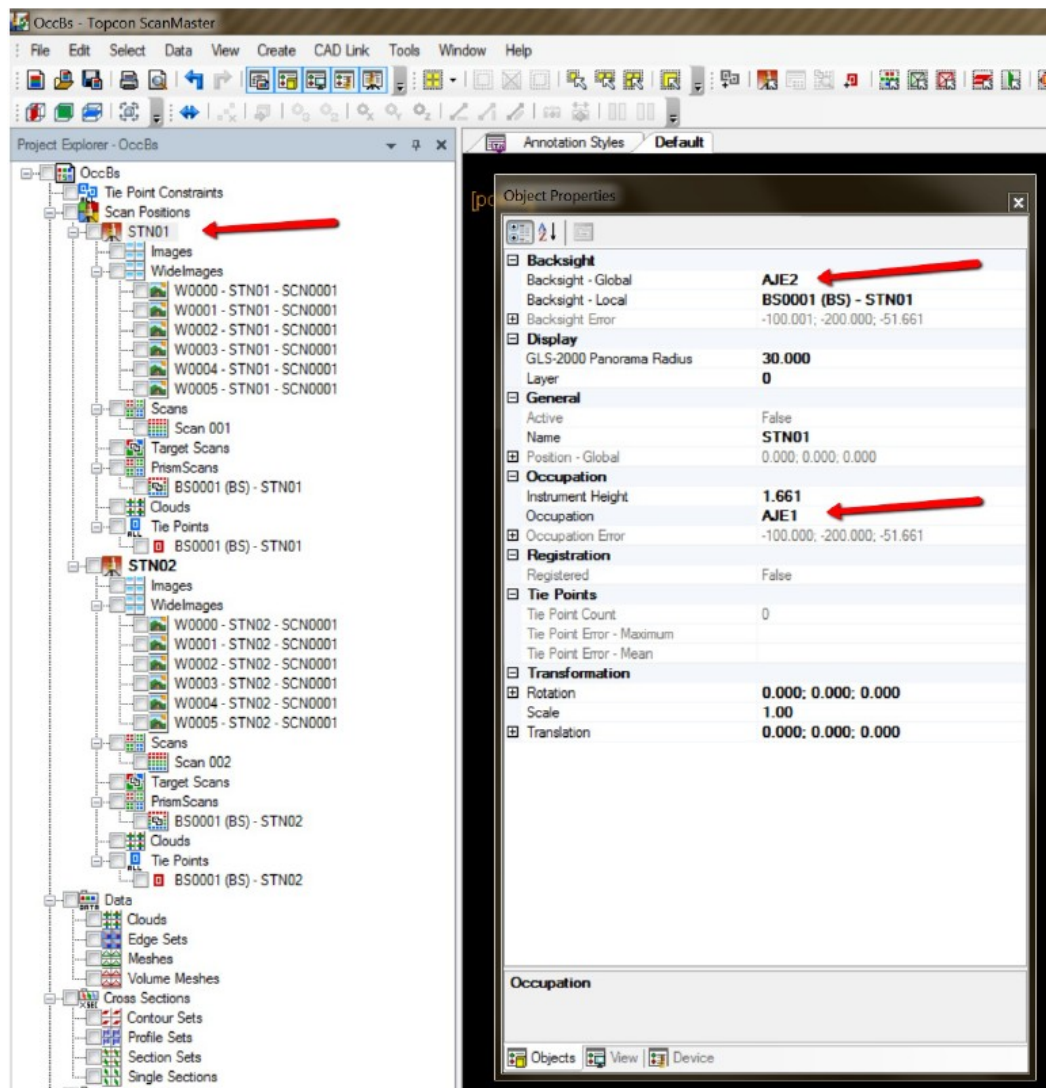 OccBs - Topcon ScanMaster
File Edit Select Data View Create CAD Link Tools Window Help
Project Explorer - OccBs
OccBs
Tie Point Constraints
Scan Positions
STN01
Images
WideImages
W0000 - STN01 - SCN0001
W0001 - STN01 - SCN0001
W0002 - STN01 - SCN0001
W0003 - STN01 - SCN0001
W0004 - STN01 - SCN0001
W0005 - STN01 - SCN0001
Scans
Scan 001
Target Scans
PrismScans
BS0001 (BS) - STN01
Clouds
Tie Points
BS0001 (BS) - STN01
STN02
Images
WideImages
W0000 - STN02 - SCN0001
W0001 - STN02 - SCN0001
W0002 - STN02 - SCN0001
W0003 - STN02 - SCN0001
W0004 - STN02 - SCN0001
W0005 - STN02 - SCN0001
Scans
Scan 002
Target Scans
PrismScans
BS0001 (BS) - STN02
Clouds
Tie Points
BS0001 (BS) - STN02
Data
Clouds
Edge Sets
Meshes
Volume Meshes
Cross Sections
Contour Sets
Profile Sets
Section Sets
Single Sections
Annotation Styles Default
Object Properties
Backsight
Backsight - Global AJE2
Backsight - Local BS0001 (BS) - STN01
Backsight Error -100.001; -200.000; -51.661
Display
GLS-2000 Panorama Radius 30.000
Layer 0
General
Active False
Name STN01
Position - Global 0.000; 0.000; 0.000
Occupation
Instrument Height 1.661
Occupation AJE1
Occupation Error -100.000; -200.000; -51.661
Registration
Registered False
Tie Points
Tie Point Count 0
Tie Point Error - Maximum
Tie Point Error - Mean
Transformation
Rotation 0.000; 0.000; 0.000
Scale 1.00
Translation 0.000; 0.000; 0.000
Occupation
Objects View Device